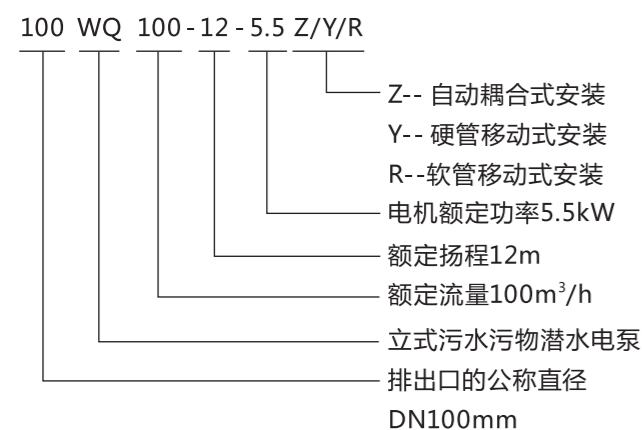 100 WQ 100-12-5.5 Z/Y/R
Z-- 自动耦合式安装
Y-- 硬管移动式安装
R--软管移动式安装
电机额定功率5.5kW
额定扬程12m
额定流量100m³/h
立式污水污物潜水电泵
排出口的公称直径
DN100mm